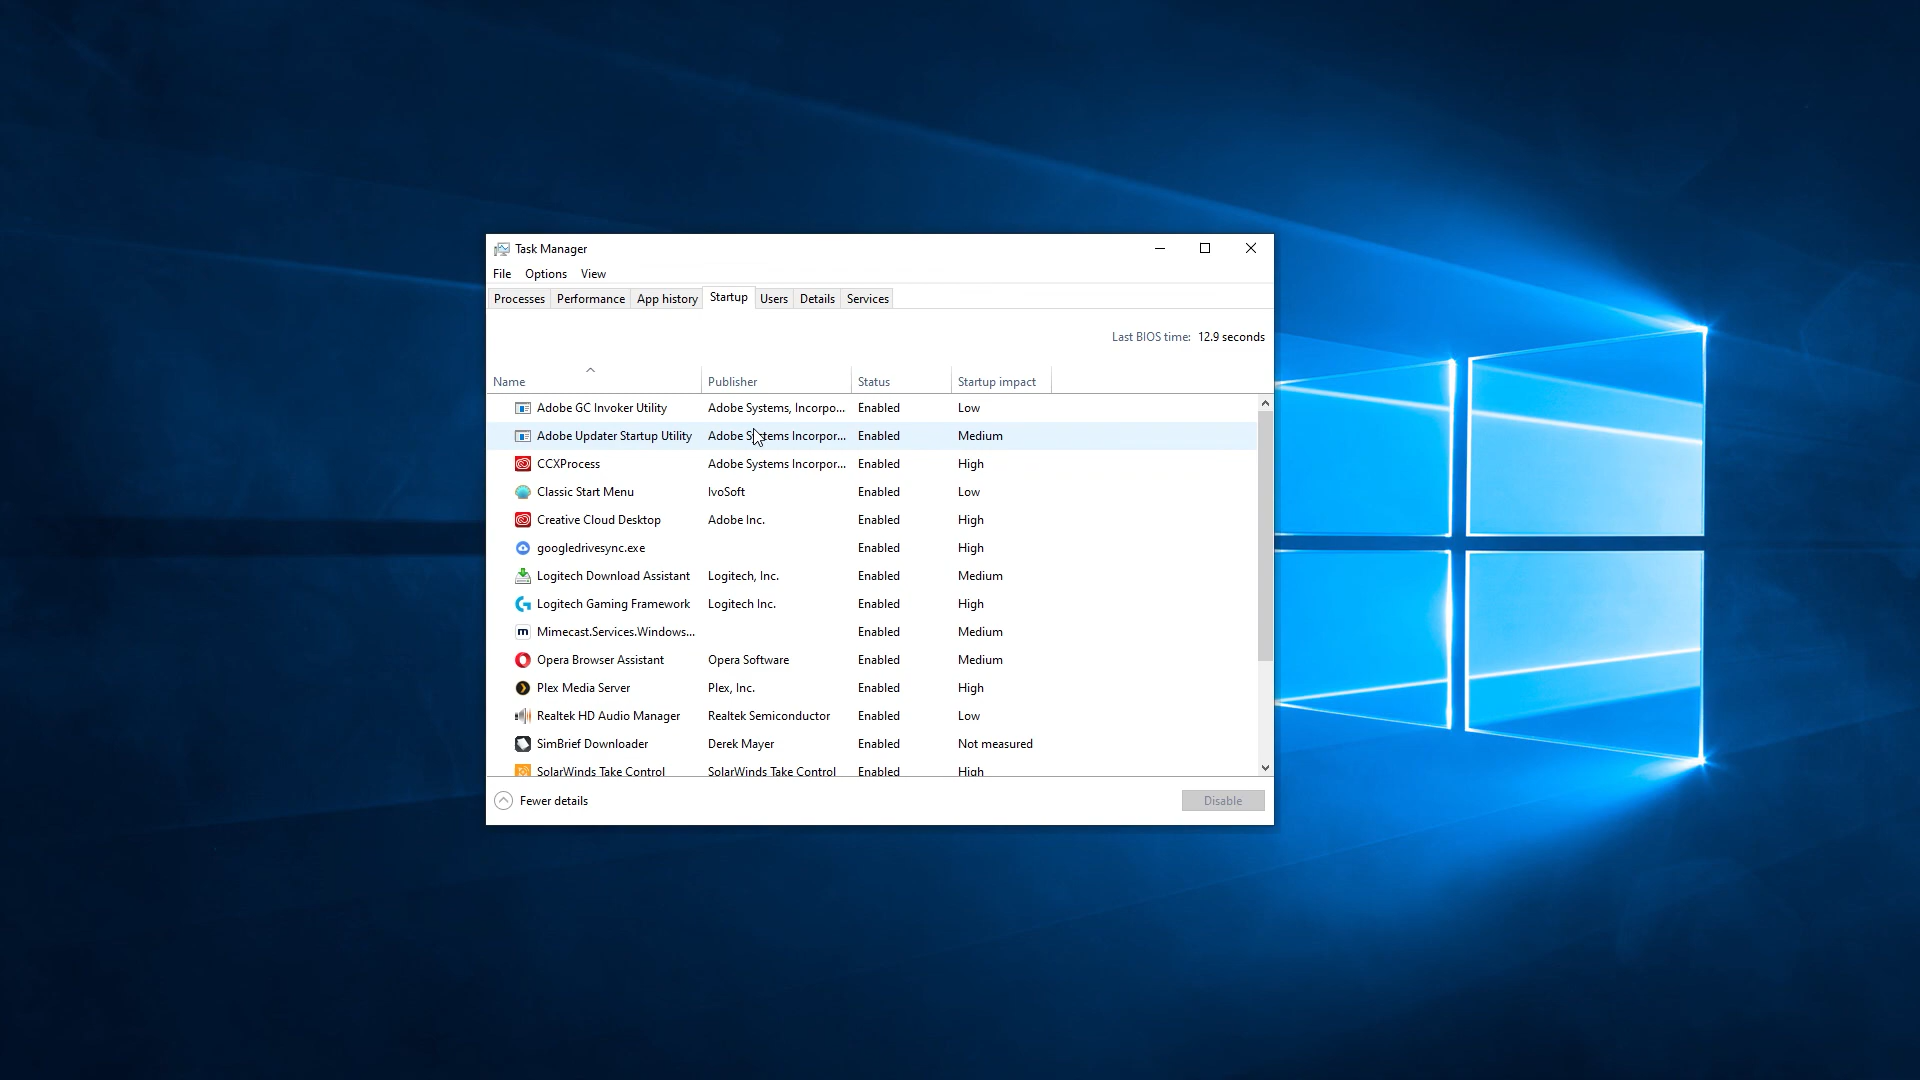 Task Manager
File Options View
Processes Performance App history Startup Users Details Services
Last BIOS time: 12.9 seconds
Name Publisher Status Startup impact
Adobe GC Invoker Utility Adobe Systems, Incorpo... Enabled Low
Adobe Updater Startup Utility Adobe Systems Incorpor... Enabled Medium
CCXProcess Adobe Systems Incorpor... Enabled High
Classic Start Menu IvoSoft Enabled Low
Creative Cloud Desktop Adobe Inc. Enabled High
googledrivesync.exe Enabled High
Logitech Download Assistant Logitech, Inc. Enabled Medium
Logitech Gaming Framework Logitech Inc. Enabled High
Mimecast.Services.Windows... Enabled Medium
Opera Browser Assistant Opera Software Enabled Medium
Plex Media Server Plex, Inc. Enabled High
Realtek HD Audio Manager Realtek Semiconductor Enabled Low
SimBrief Downloader Derek Mayer Enabled Not measured
SolarWinds Take Control SolarWinds Take Control Enabled High
Fewer details Disable